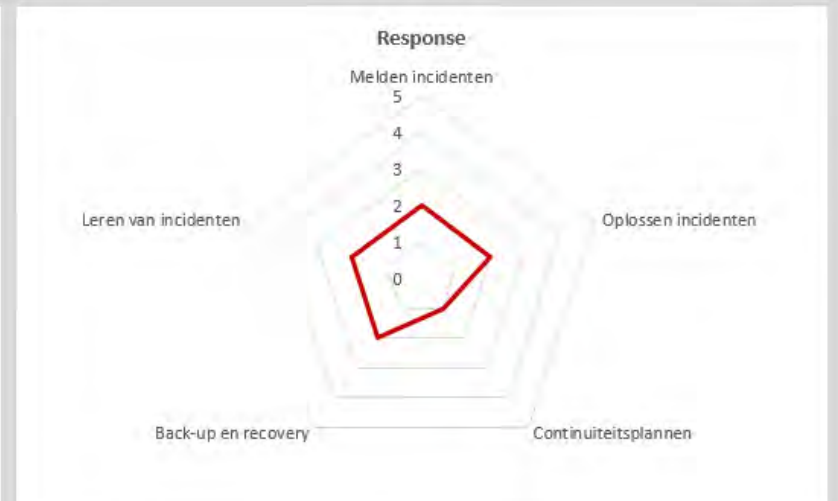 Response
Melden incidenten
5
4
3
2
1
0
Leren van incidenten
Oplossen incidenten
Back-up en recovery
Continuiteitsplannen